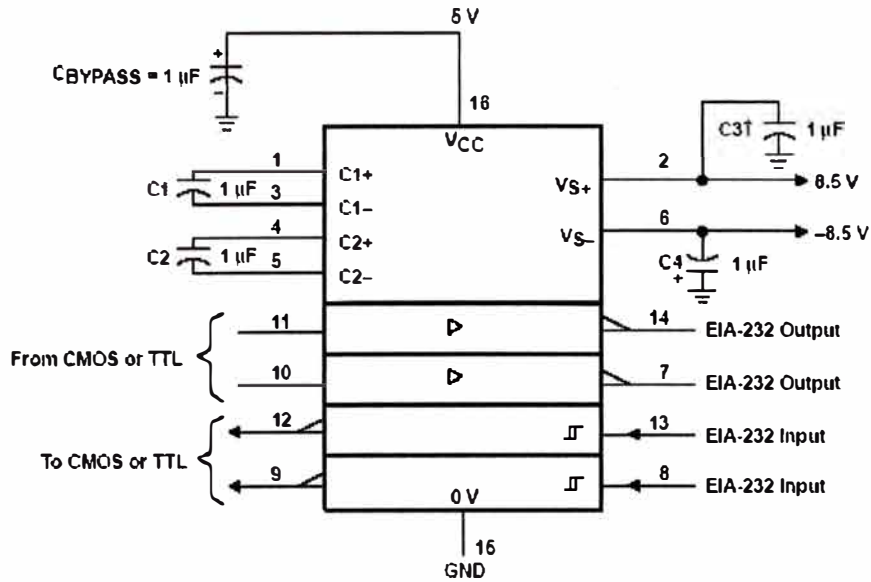 5 V
CBYPASS = 1 µF
+
–
16
VCC
C3† 1 µF
1
C1+
C1 1 µF
3
C1–
2
VS+
8.5 V
4
C2+
C2 1 µF
5
C2–
6
VS–
–8.5 V
C4 1 µF
+
11
14
EIA-232 Output
From CMOS or TTL
10
7
EIA-232 Output
12
13
EIA-232 Input
To CMOS or TTL
9
8
EIA-232 Input
0 V
15
GND